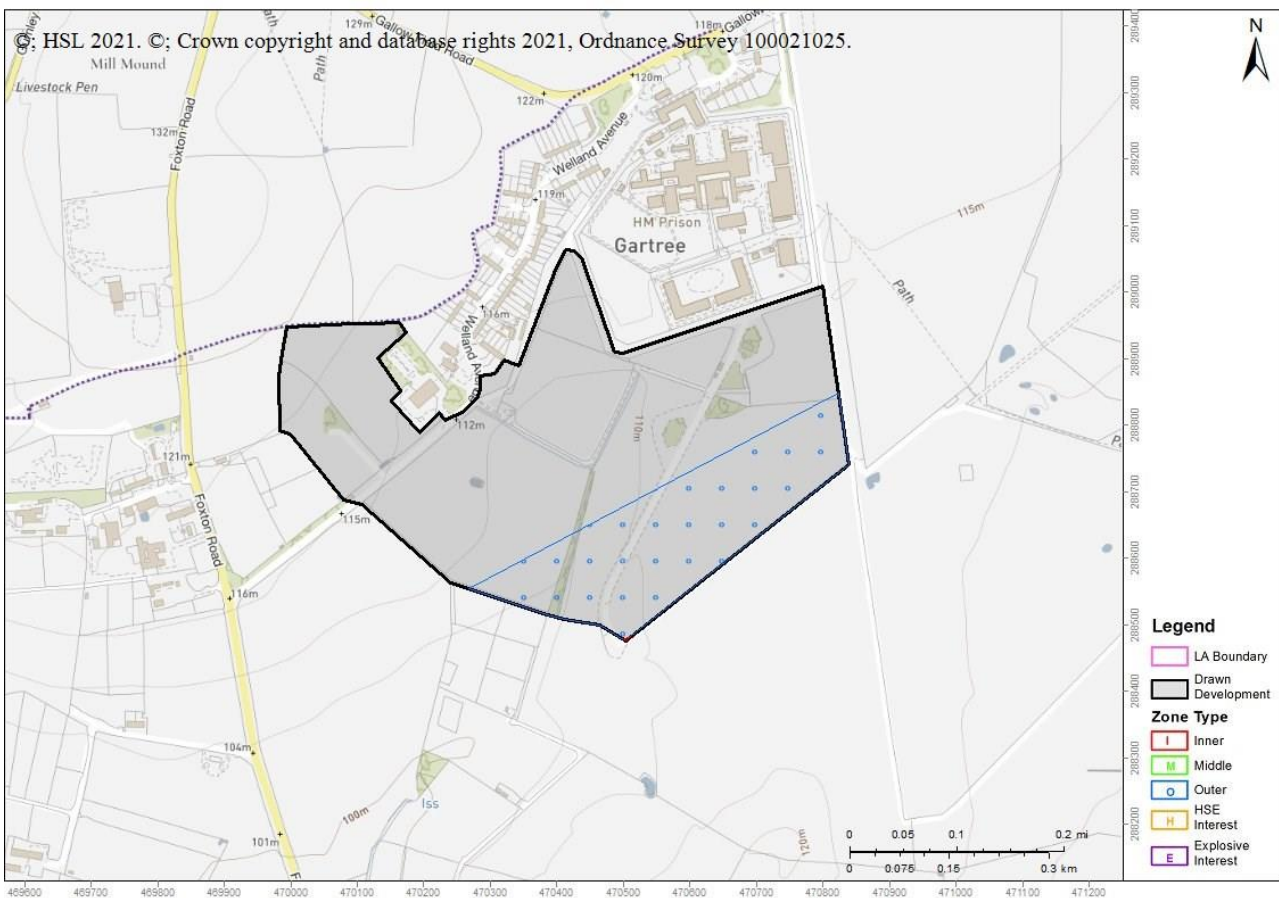 ©; HSL 2021. ©; Crown copyright and database rights 2021, Ordnance Survey 100021025.
N
129m
Path
118m
Mill Mound
120m
Livestock Pen
122m
132m
Foxton Road
Welland Avenue
119m
HM Prison
Gartree
115m
Path
116m
Welland Ave
110m
112m
121m
115m
Foxton Road
116m
104m
Iss
100m
101m
120m
Legend
LA Boundary
Drawn
Development
Zone Type
I Inner
M Middle
O Outer
H HSE
Interest
E Explosive
Interest
0 0.05 0.1 0.2 mi
0 0.075 0.15 0.3 km
289400
289300
289200
289100
289000
288900
288800
288700
288600
288500
288400
288300
288200
469600 469700 469800 469900 470000 470100 470200 470300 470400 470500 470600 470700 470800 470900 471000 471100 471200